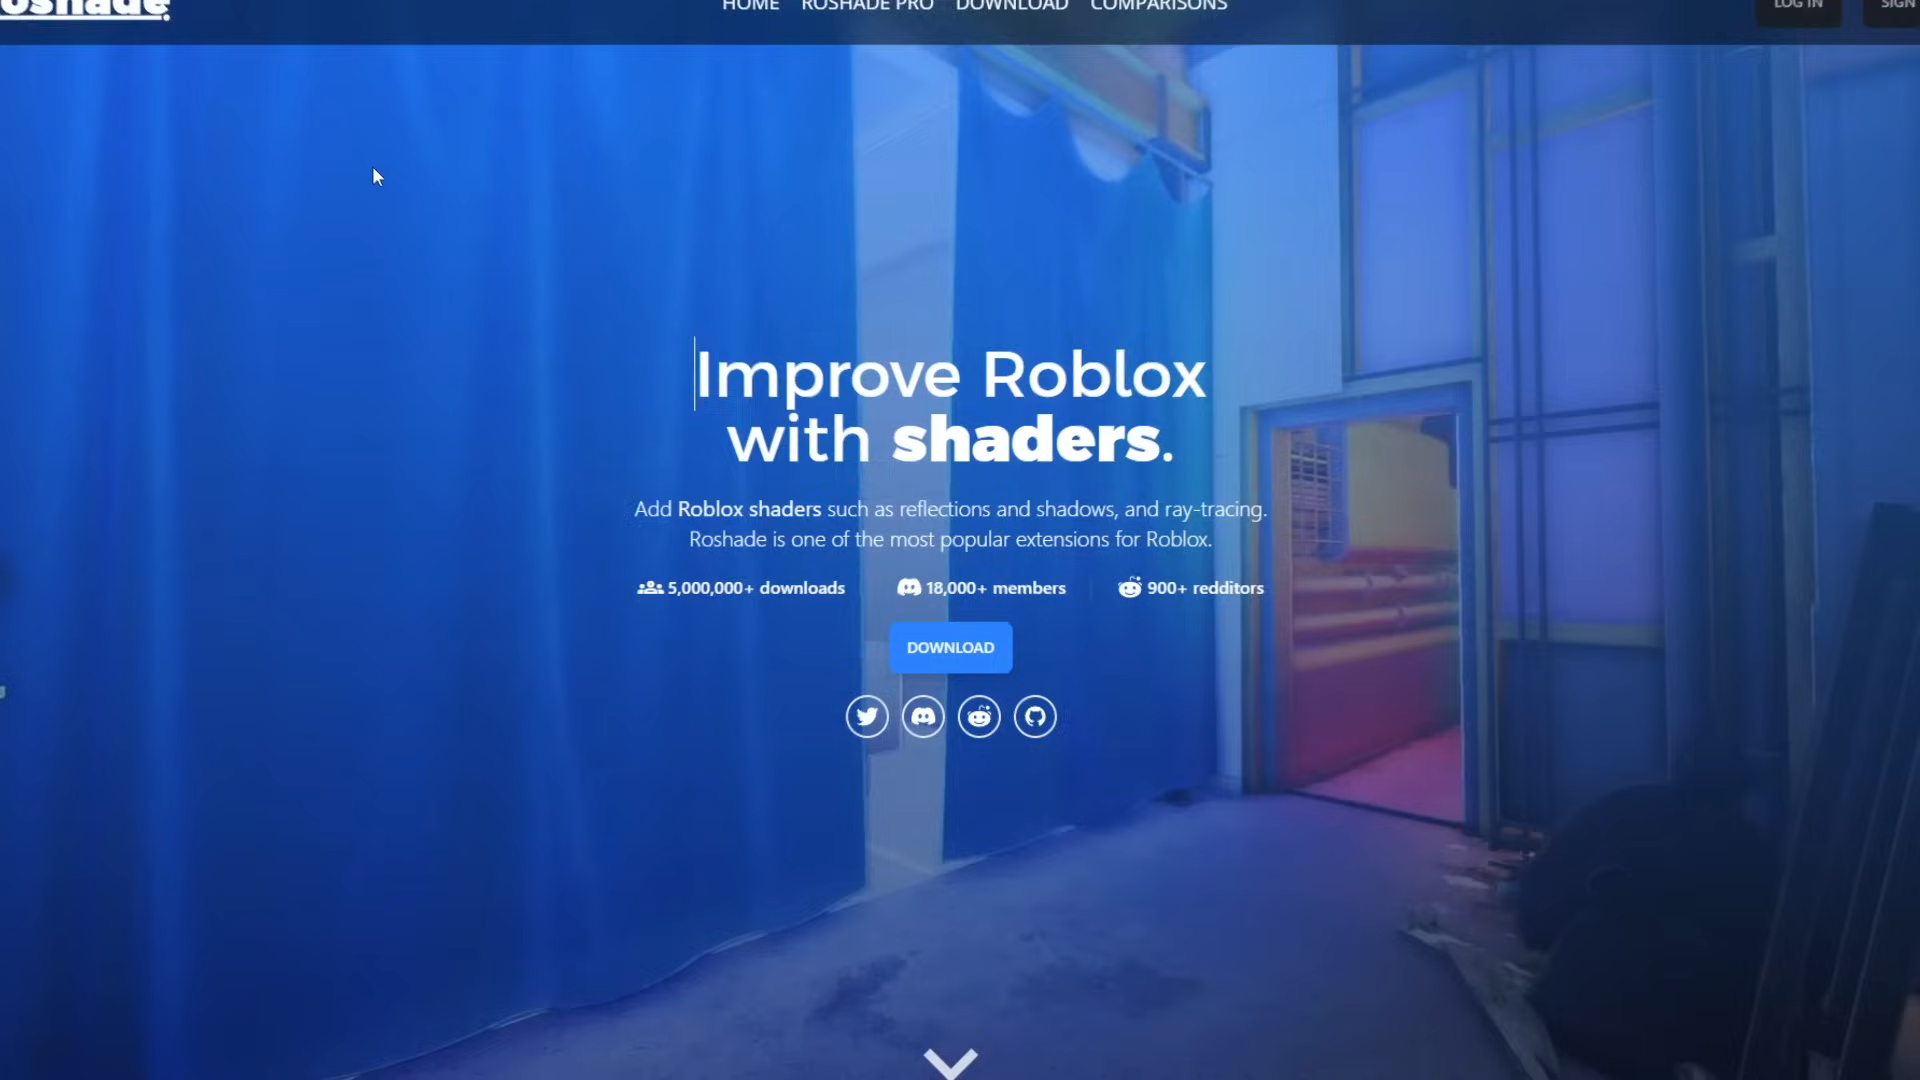 oshade.
HOME ROSHADE PRO DOWNLOAD COMPARISONS
LOG IN SIGN
Improve Roblox
with shaders.
Add Roblox shaders such as reflections and shadows, and ray-tracing.
Roshade is one of the most popular extensions for Roblox.
5,000,000+ downloads 18,000+ members 900+ redditors
DOWNLOAD